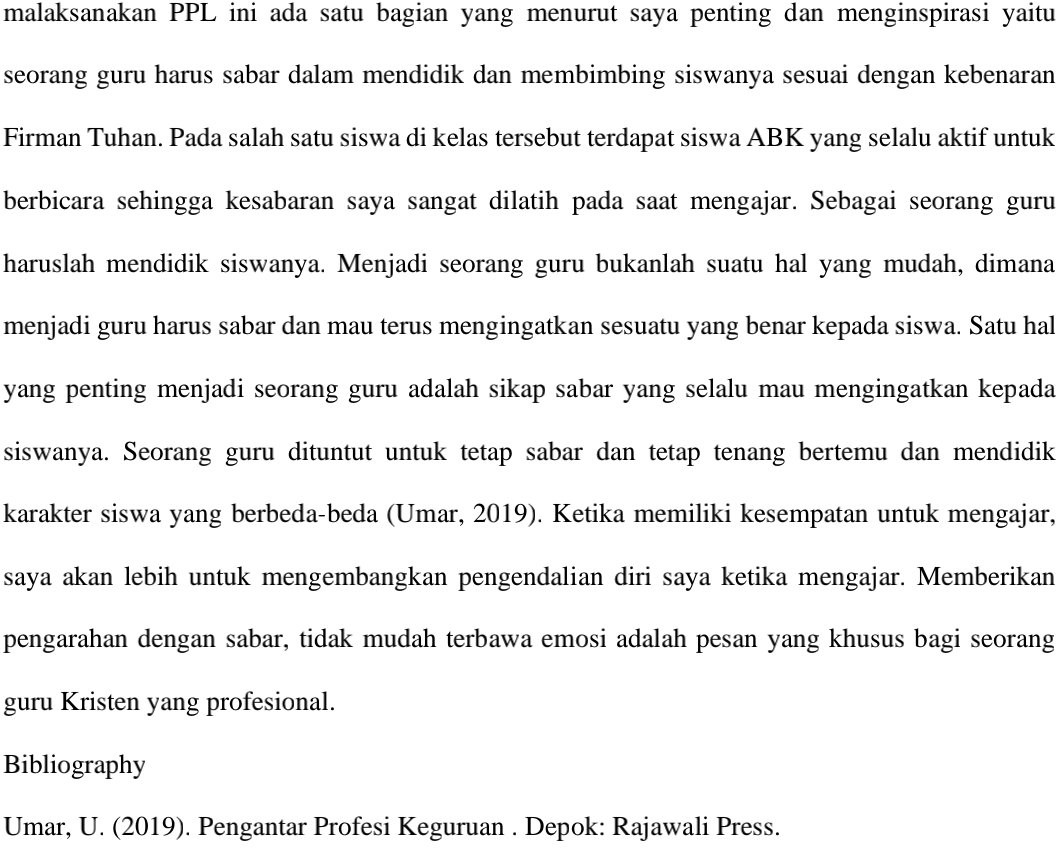 malaksanakan PPL ini ada satu bagian yang menurut saya penting dan menginspirasi yaitu
seorang guru harus sabar dalam mendidik dan membimbing siswanya sesuai dengan kebenaran
Firman Tuhan. Pada salah satu siswa di kelas tersebut terdapat siswa ABK yang selalu aktif untuk
berbicara sehingga kesabaran saya sangat dilatih pada saat mengajar. Sebagai seorang guru
haruslah mendidik siswanya. Menjadi seorang guru bukanlah suatu hal yang mudah, dimana
menjadi guru harus sabar dan mau terus mengingatkan sesuatu yang benar kepada siswa. Satu hal
yang penting menjadi seorang guru adalah sikap sabar yang selalu mau mengingatkan kepada
siswanya. Seorang guru dituntut untuk tetap sabar dan tetap tenang bertemu dan mendidik
karakter siswa yang berbeda-beda (Umar, 2019). Ketika memiliki kesempatan untuk mengajar,
saya akan lebih untuk mengembangkan pengendalian diri saya ketika mengajar. Memberikan
pengarahan dengan sabar, tidak mudah terbawa emosi adalah pesan yang khusus bagi seorang
guru Kristen yang profesional.
Bibliography
Umar, U. (2019). Pengantar Profesi Keguruan . Depok: Rajawali Press.